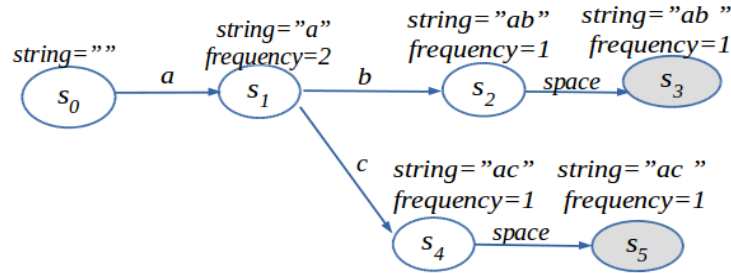 string=””
s0
a
string=”a”
frequency=2
s1
b
string=”ab”
frequency=1
s2
space
string=”ab ”
frequency=1
s3
c
string=”ac”
frequency=1
s4
space
string=”ac ”
frequency=1
s5